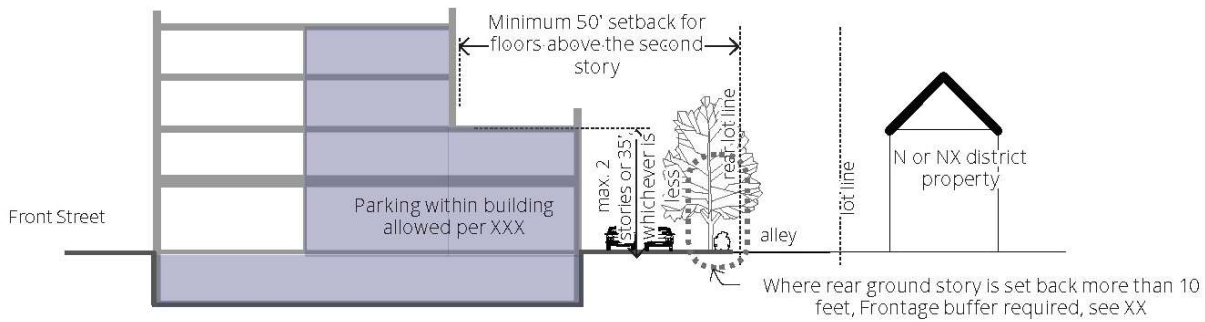 Minimum 50' setback for
floors above the second
story
max. 2
stories or 35'
whichever is
less
rear lot line
lot line
N or NX district
property
Parking within building
allowed per XXX
Front Street
alley
Where rear ground story is set back more than 10
feet, Frontage buffer required, see XX